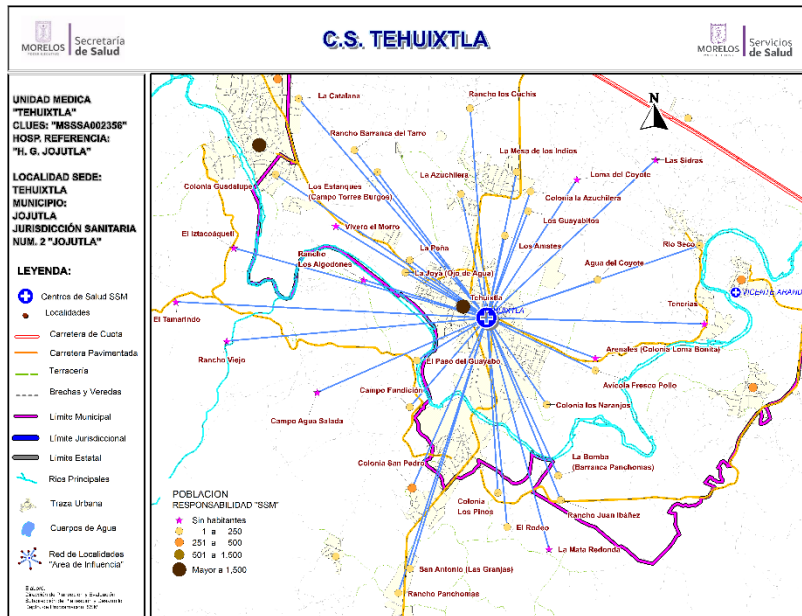 MORELOS
Secretaría
de Salud
C.S. TEHUIXTLA
MORELOS
Servicios
de Salud
UNIDAD MEDICA
"TEHUIXTLA"
CLUES: "MSSSA002356"
HOSP. REFERENCIA:
"H. G. JOJUTLA"
LOCALIDAD SEDE:
TEHUIXTLA
MUNICIPIO:
JOJUTLA
JURISDICCIÓN SANITARIA
NUM. 2 "JOJUTLA"
LEYENDA:
Centros de Salud SSM
Localidades
Carretera de Cuota
Carretera Pavimentada
Terracería
Brechas y Veredas
Límite Municipal
Límite Jurisdiccional
Límite Estatal
Rios Principales
Traza Urbana
Cuerpos de Agua
Red de Localidades
"Area de Influencia"
La Catalana
Rancho los Cuchis
N
Rancho Barranca del Tarro
La Mesa de los Indios
Las Sidras
La Azuchilera
Loma del Coyote
Colonia Guadalupe
Los Estanques
(Campo Torres Burgos)
Colonia la Azuchilera
Los Guayabitos
Vivero el Morro
El Iztacoáquetl
Rancho
Los Algodones
La Peña
Los Amates
Río Seco
La Joya (Ojo de Agua)
Agua del Coyote
Tehuixtla
VICENTE ARAND
El Tamarindo
Tenerías
Rancho Viejo
El Paso del Guayabo
Arenales (Colonia Loma Bonita)
Avícola Fresco Pollo
Campo Fundición
Colonia los Naranjos
Campo Agua Salada
La Bomba
(Barranca Panchomas)
Colonia San Pedro
Colonia
Los Pinos
Rancho Juan Ibáñez
El Rodeo
La Mata Redonda
San Antonio (Las Granjas)
Rancho Panchomas
POBLACION
RESPONSABILIDAD "SSM"
Sin habitantes
1 a 250
251 a 500
501 a 1,500
Mayor a 1,500